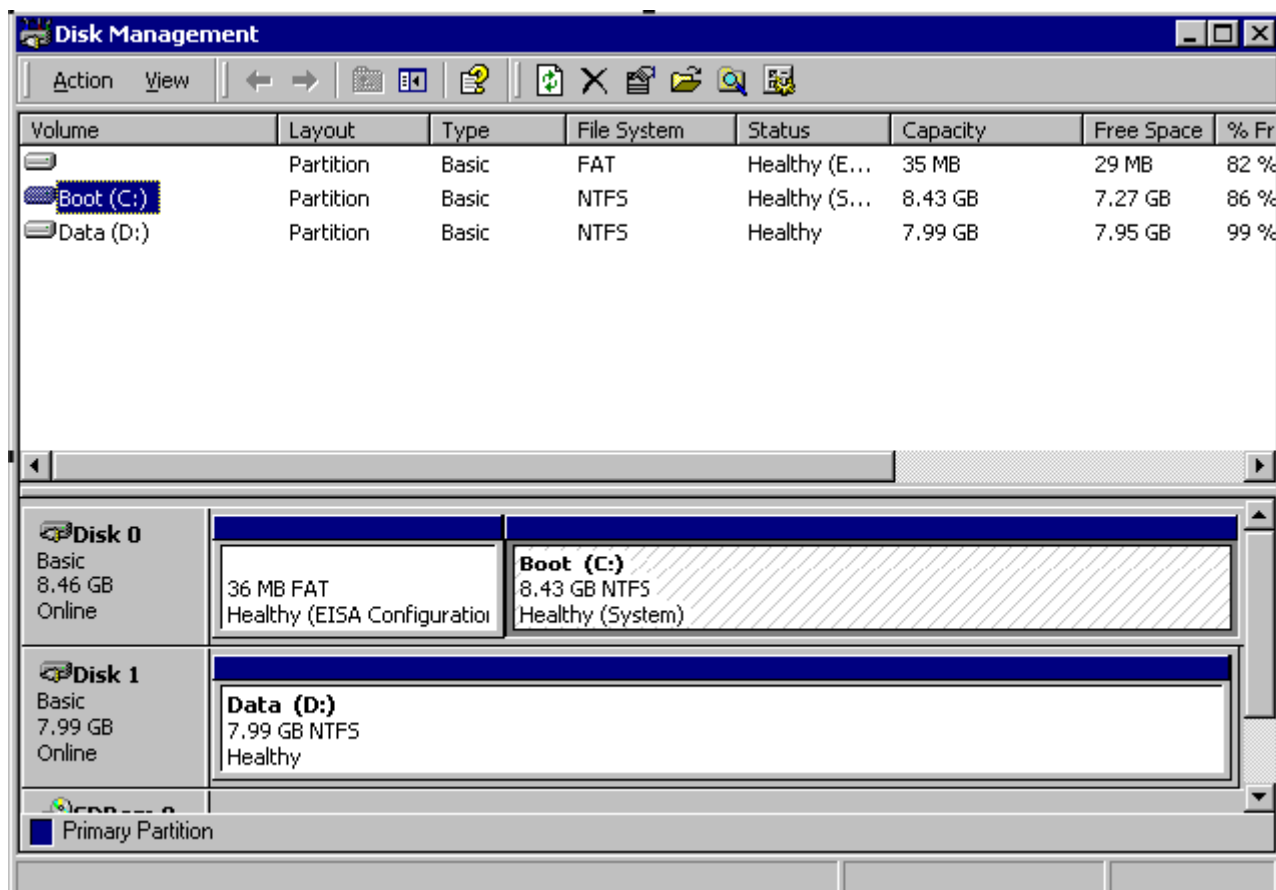 Disk Management
Action View
Volume Layout Type File System Status Capacity Free Space % Fr
Partition Basic FAT Healthy (E... 35 MB 29 MB 82 %
Boot (C:) Partition Basic NTFS Healthy (S... 8.43 GB 7.27 GB 86 %
Data (D:) Partition Basic NTFS Healthy 7.99 GB 7.95 GB 99 %
Disk 0
Basic
8.46 GB
Online
36 MB FAT
Healthy (EISA Configuration
Boot (C:)
8.43 GB NTFS
Healthy (System)
Disk 1
Basic
7.99 GB
Online
Data (D:)
7.99 GB NTFS
Healthy
Primary Partition